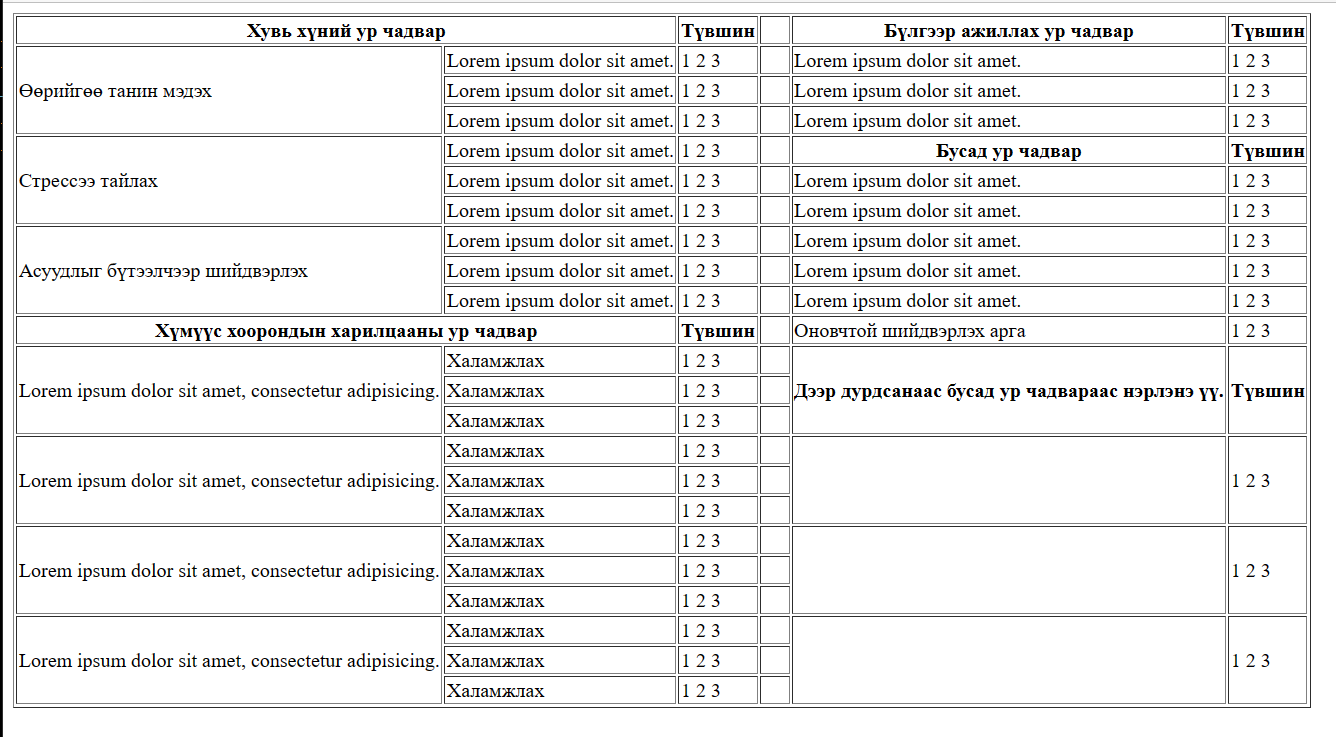 Хувь хүний ур чадвар Түвшин Бүлгээр ажиллах ур чадвар Түвшин
Өөрийгөө танин мэдэх Lorem ipsum dolor sit amet. 1 2 3 Lorem ipsum dolor sit amet. 1 2 3
Lorem ipsum dolor sit amet. 1 2 3 Lorem ipsum dolor sit amet. 1 2 3
Lorem ipsum dolor sit amet. 1 2 3 Lorem ipsum dolor sit amet. 1 2 3
Стрессээ тайлах Lorem ipsum dolor sit amet. 1 2 3 Бусад ур чадвар Түвшин
Lorem ipsum dolor sit amet. 1 2 3 Lorem ipsum dolor sit amet. 1 2 3
Lorem ipsum dolor sit amet. 1 2 3 Lorem ipsum dolor sit amet. 1 2 3
Асуудлыг бүтээлчээр шийдвэрлэх Lorem ipsum dolor sit amet. 1 2 3 Lorem ipsum dolor sit amet. 1 2 3
Lorem ipsum dolor sit amet. 1 2 3 Lorem ipsum dolor sit amet. 1 2 3
Lorem ipsum dolor sit amet. 1 2 3 Lorem ipsum dolor sit amet. 1 2 3
Хүмүүс хоорондын харилцааны ур чадвар Түвшин Оновчтой шийдвэрлэх арга 1 2 3
Lorem ipsum dolor sit amet, consectetur adipisicing. Халамжлах 1 2 3 Дээр дурдсанаас бусад ур чадвараас нэрлэнэ үү. Түвшин
Халамжлах 1 2 3
Халамжлах 1 2 3
Lorem ipsum dolor sit amet, consectetur adipisicing. Халамжлах 1 2 3 1 2 3
Халамжлах 1 2 3
Халамжлах 1 2 3
Lorem ipsum dolor sit amet, consectetur adipisicing. Халамжлах 1 2 3 1 2 3
Халамжлах 1 2 3
Халамжлах 1 2 3
Lorem ipsum dolor sit amet, consectetur adipisicing. Халамжлах 1 2 3 1 2 3
Халамжлах 1 2 3
Халамжлах 1 2 3